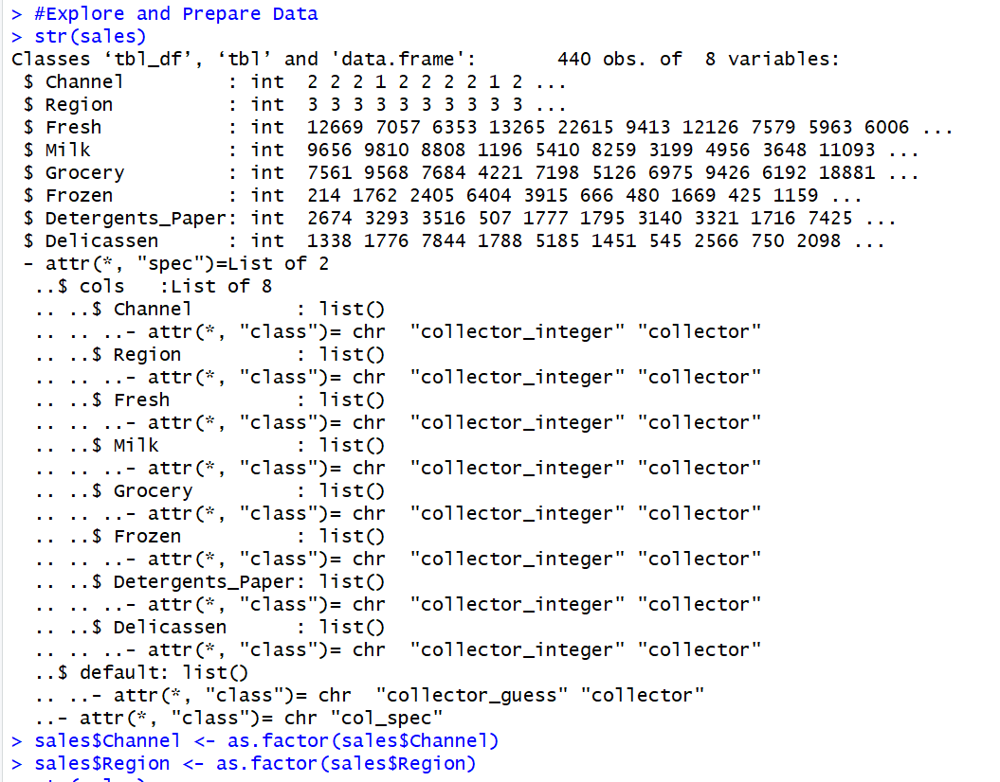 > #Explore and Prepare Data
> str(sales)
Classes ‘tbl_df’, ‘tbl’ and 'data.frame':	440 obs. of  8 variables:
 $ Channel         : int  2 2 2 1 2 2 2 2 1 2 ...
 $ Region          : int  3 3 3 3 3 3 3 3 3 3 ...
 $ Fresh           : int  12669 7057 6353 13265 22615 9413 12126 7579 5963 6006 ...
 $ Milk            : int  9656 9810 8808 1196 5410 8259 3199 4956 3648 11093 ...
 $ Grocery         : int  7561 9568 7684 4221 7198 5126 6975 9426 6192 18881 ...
 $ Frozen          : int  214 1762 2405 6404 3915 666 480 1669 425 1159 ...
 $ Detergents_Paper: int  2674 3293 3516 507 1777 1795 3140 3321 1716 7425 ...
 $ Delicassen      : int  1338 1776 7844 1788 5185 1451 545 2566 750 2098 ...
 - attr(*, "spec")=List of 2
  ..$ cols   :List of 8
  .. ..$ Channel         : list()
  .. .. ..- attr(*, "class")= chr  "collector_integer" "collector"
  .. ..$ Region          : list()
  .. .. ..- attr(*, "class")= chr  "collector_integer" "collector"
  .. ..$ Fresh           : list()
  .. .. ..- attr(*, "class")= chr  "collector_integer" "collector"
  .. ..$ Milk            : list()
  .. .. ..- attr(*, "class")= chr  "collector_integer" "collector"
  .. ..$ Grocery         : list()
  .. .. ..- attr(*, "class")= chr  "collector_integer" "collector"
  .. ..$ Frozen          : list()
  .. .. ..- attr(*, "class")= chr  "collector_integer" "collector"
  .. ..$ Detergents_Paper: list()
  .. .. ..- attr(*, "class")= chr  "collector_integer" "collector"
  .. ..$ Delicassen      : list()
  .. .. ..- attr(*, "class")= chr  "collector_integer" "collector"
  ..$ default: list()
  .. ..- attr(*, "class")= chr  "collector_guess" "collector"
  ..- attr(*, "class")= chr "col_spec"
> sales$Channel <- as.factor(sales$Channel)
> sales$Region <- as.factor(sales$Region)